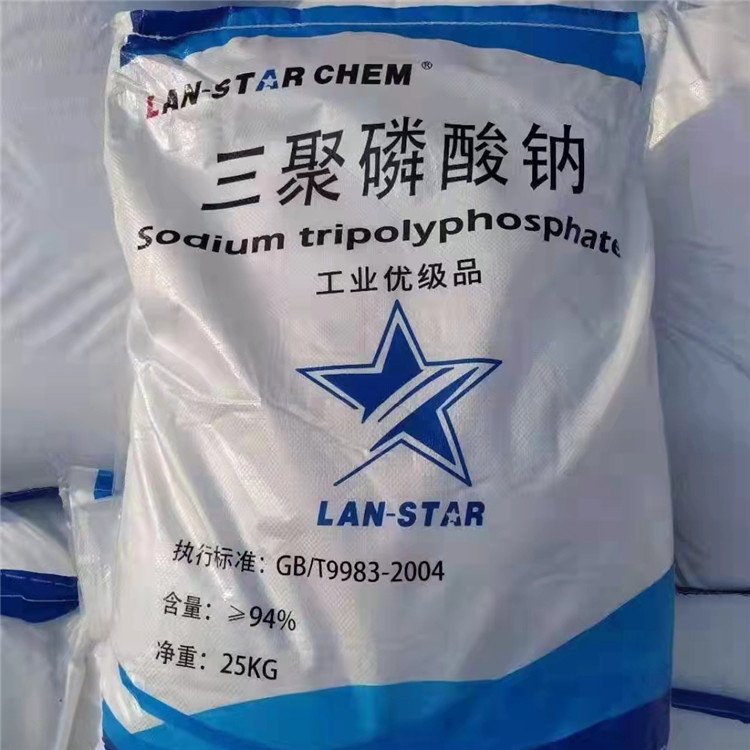 LAN-STAR CHEM®
三聚磷酸钠
Sodium tripolyphosphate
工业优级品
LAN-STAR
执行标准：GB/T9983-2004
含量：≥94%
净重：25KG